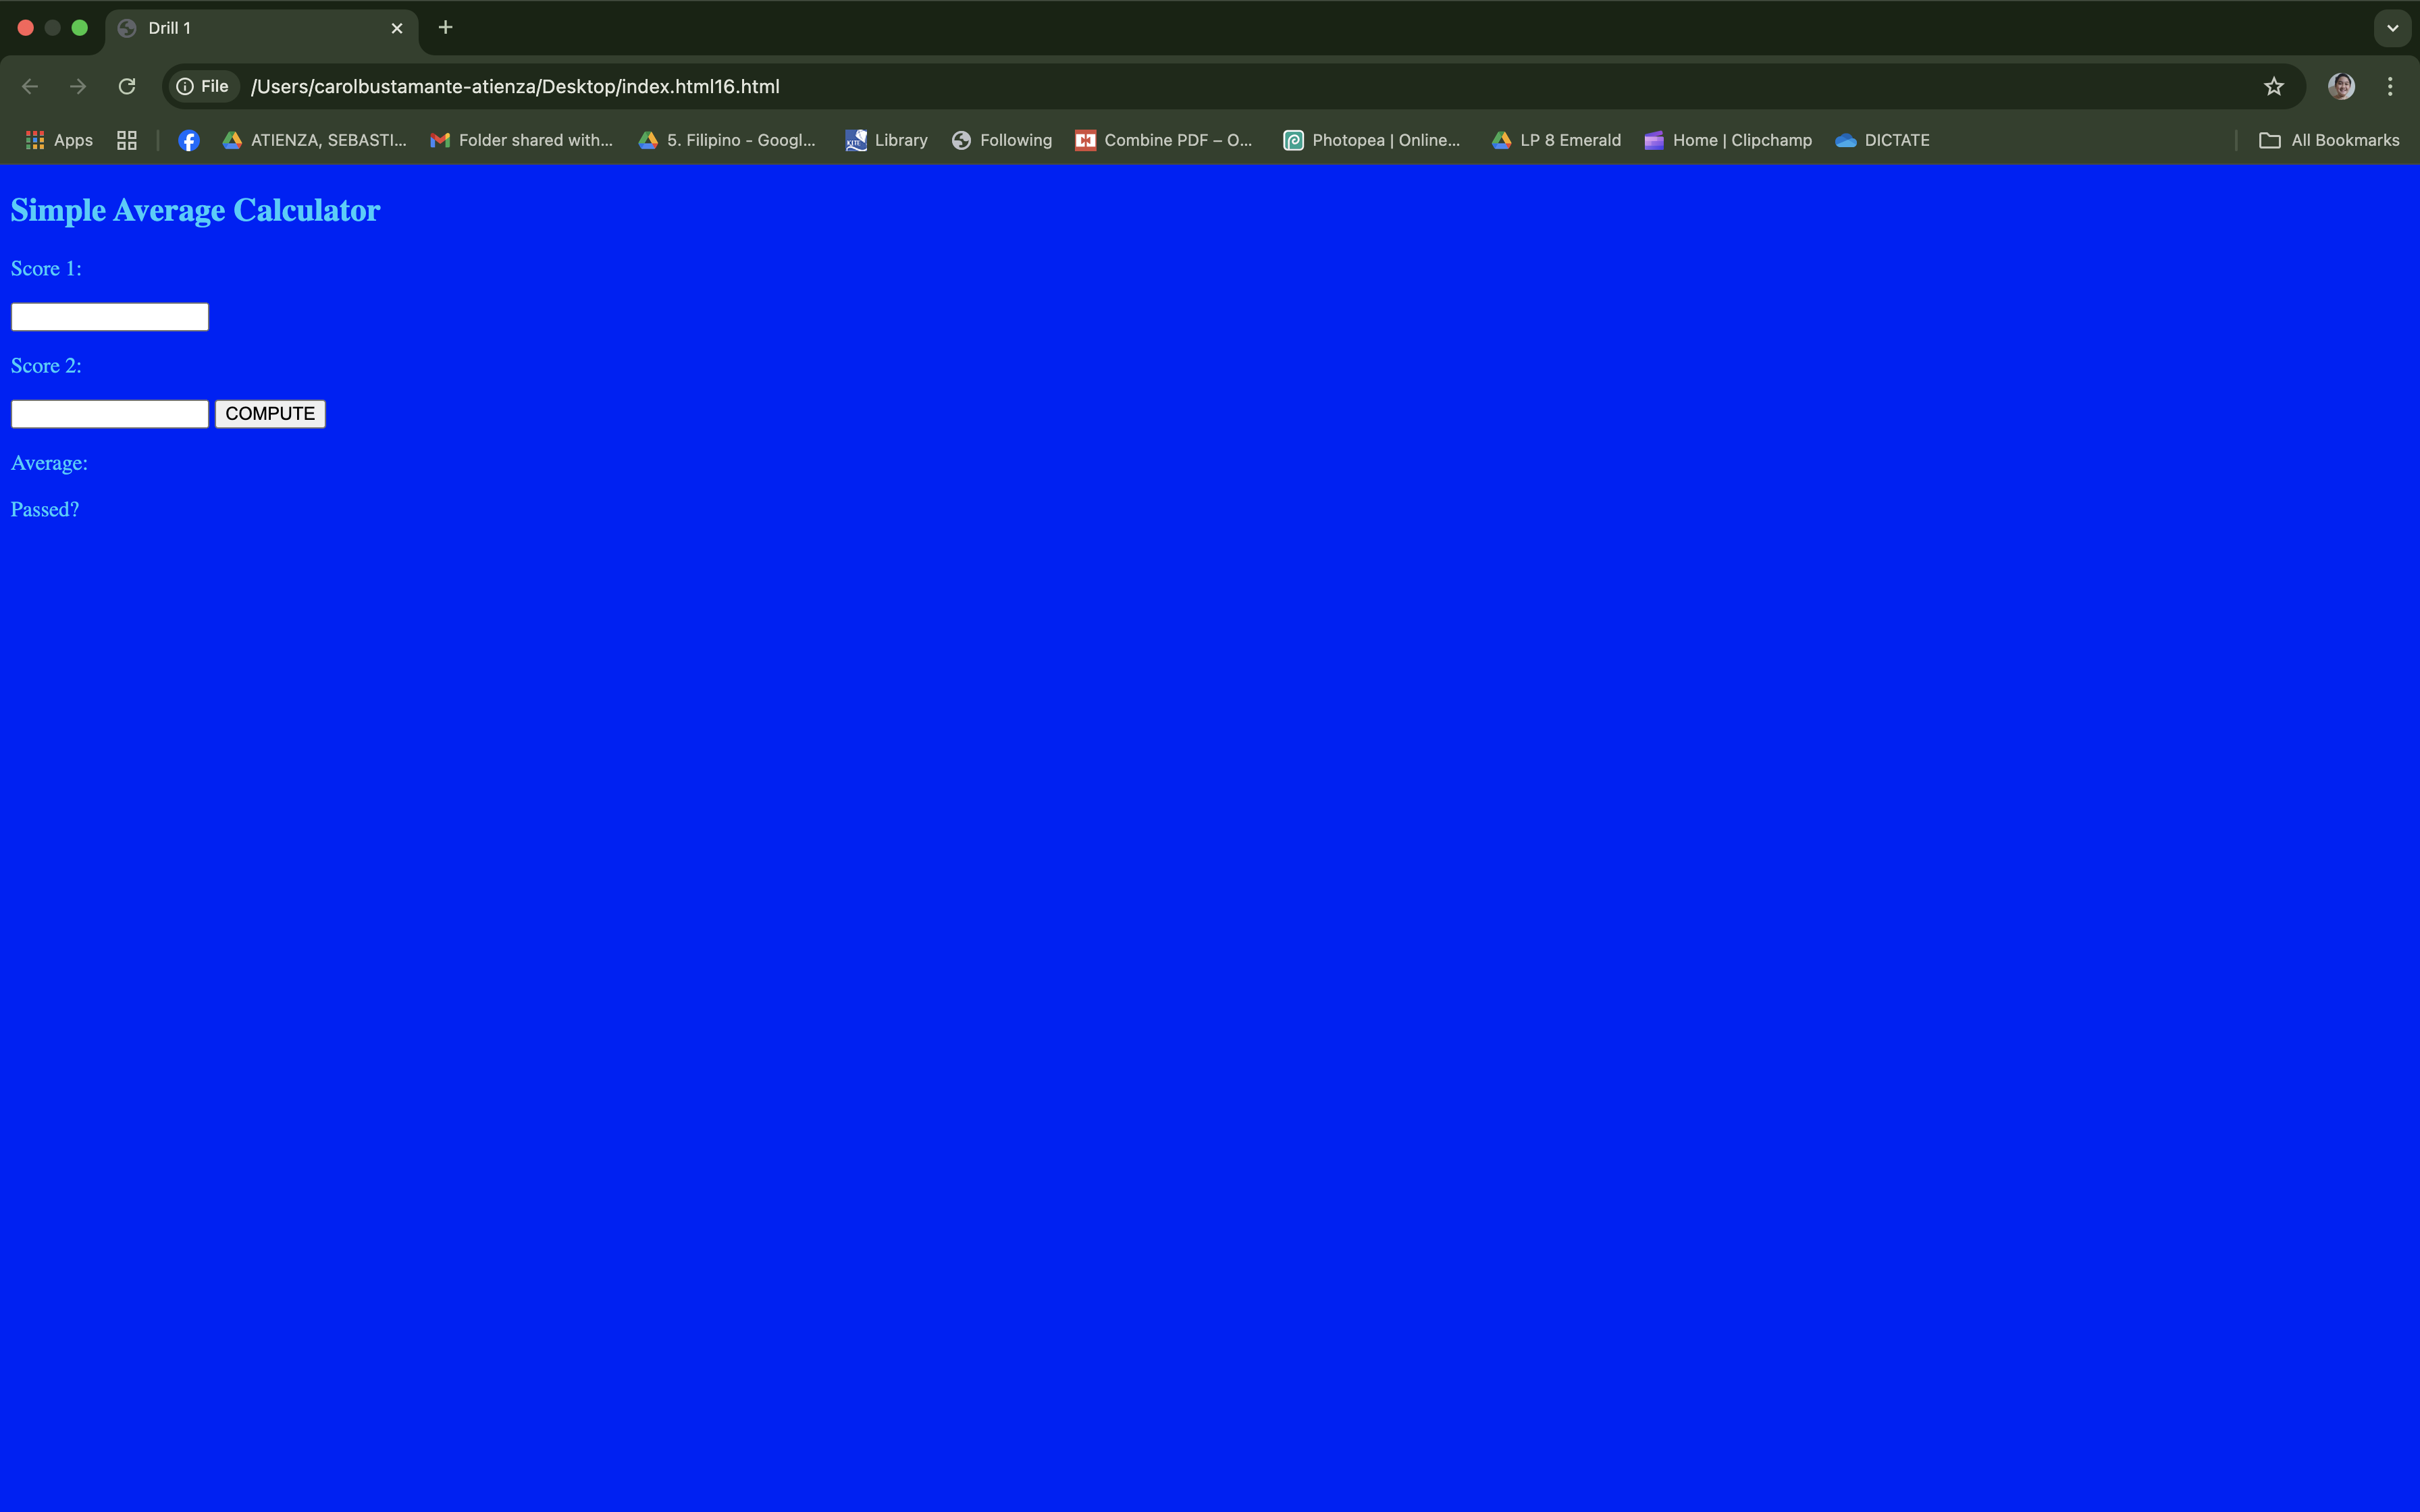 Drill 1
File /Users/carolbustamante-atienza/Desktop/index.html16.html
Apps ATIENZA, SEBASTI... Folder shared with... 5. Filipino - Googl... Library Following Combine PDF – O... Photopea | Online... LP 8 Emerald Home | Clipchamp DICTATE All Bookmarks
Simple Average Calculator
Score 1:
Score 2:
COMPUTE
Average:
Passed?